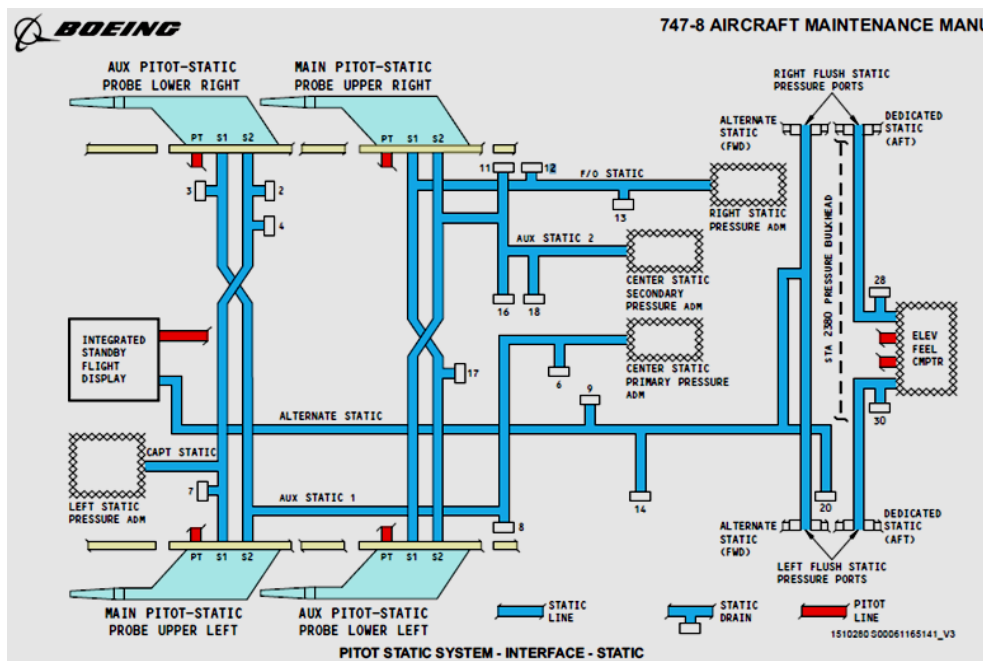 BOEING
747-8 AIRCRAFT MAINTENANCE MANU
AUX PITOT-STATIC
PROBE LOWER RIGHT
MAIN PITOT-STATIC
PROBE UPPER RIGHT
RIGHT FLUSH STATIC
PRESSURE PORTS
ALTERNATE
STATIC
(FWD)
DEDICATED
STATIC
(AFT)
PT S1 S2
PT S1 S2
3
2
4
11
12
F/O STATIC
13
RIGHT STATIC
PRESSURE ADM
AUX STATIC 2
16
18
CENTER STATIC
SECONDARY
PRESSURE ADM
STA 2380 PRESSURE BULKHEAD
28
ELEV
FEEL
CMPTR
30
INTEGRATED
STANDBY
FLIGHT
DISPLAY
17
6
CENTER STATIC
PRIMARY PRESSURE
ADM
9
ALTERNATE STATIC
CAPT STATIC
LEFT STATIC
PRESSURE ADM
7
AUX STATIC 1
8
14
20
PT S1 S2
PT S1 S2
ALTERNATE
STATIC
(FWD)
DEDICATED
STATIC
(AFT)
LEFT FLUSH STATIC
PRESSURE PORTS
MAIN PITOT-STATIC
PROBE UPPER LEFT
AUX PITOT-STATIC
PROBE LOWER LEFT
STATIC
LINE
STATIC
DRAIN
PITOT
LINE
1510280 S00061165141_V3
PITOT STATIC SYSTEM - INTERFACE - STATIC